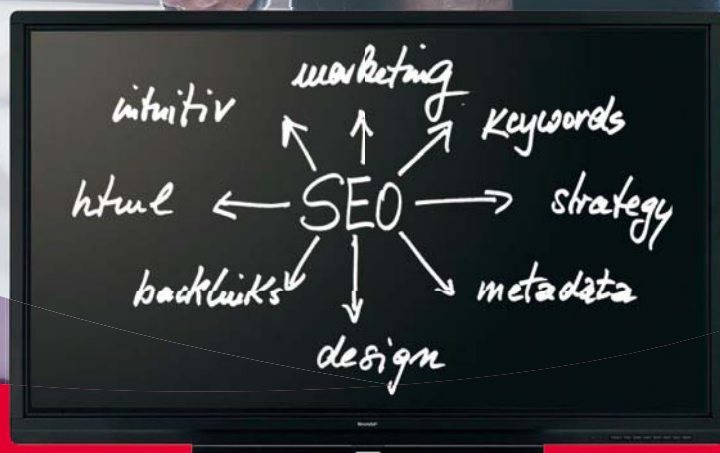 marketing
intuitiv
keywords
html
SEO
strategy
backlinks
metadata
design